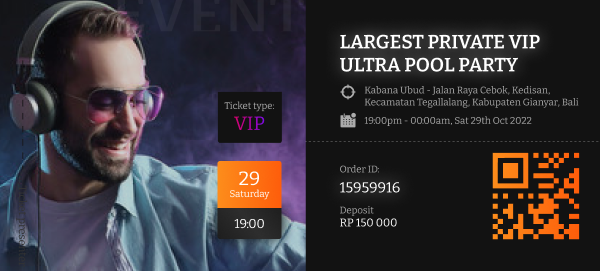 EVENTS
Ticket type:
VIP
29
Saturday
19:00
LARGEST PRIVATE VIP
ULTRA POOL PARTY
Kabana Ubud - Jalan Raya Cebok, Kedisan,
Kecamatan Tegallalang, Kabupaten Gianyar, Bali
19:00pm - 00:00am, Sat 29th Oct 2022
Order ID:
15959916
Deposit
RP 150 000